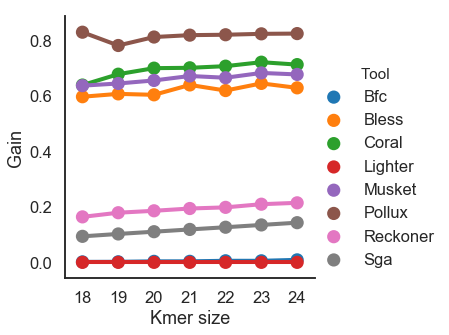 Gain
0.8
0.6
0.4
0.2
0.0
18 19 20 21 22 23 24
Kmer size
Tool
Bfc
Bless
Coral
Lighter
Musket
Pollux
Reckoner
Sga